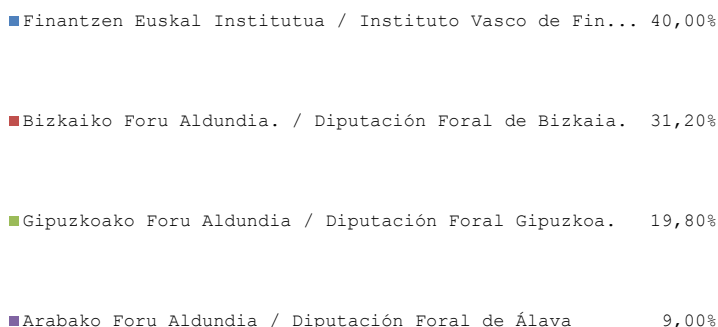 Finantzen Euskal Institutua / Instituto Vasco de Fin... 40,00%
Bizkaiko Foru Aldundia. / Diputación Foral de Bizkaia. 31,20%
Gipuzkoako Foru Aldundia / Diputación Foral Gipuzkoa. 19,80%
Arabako Foru Aldundia / Diputación Foral de Álava 9,00%